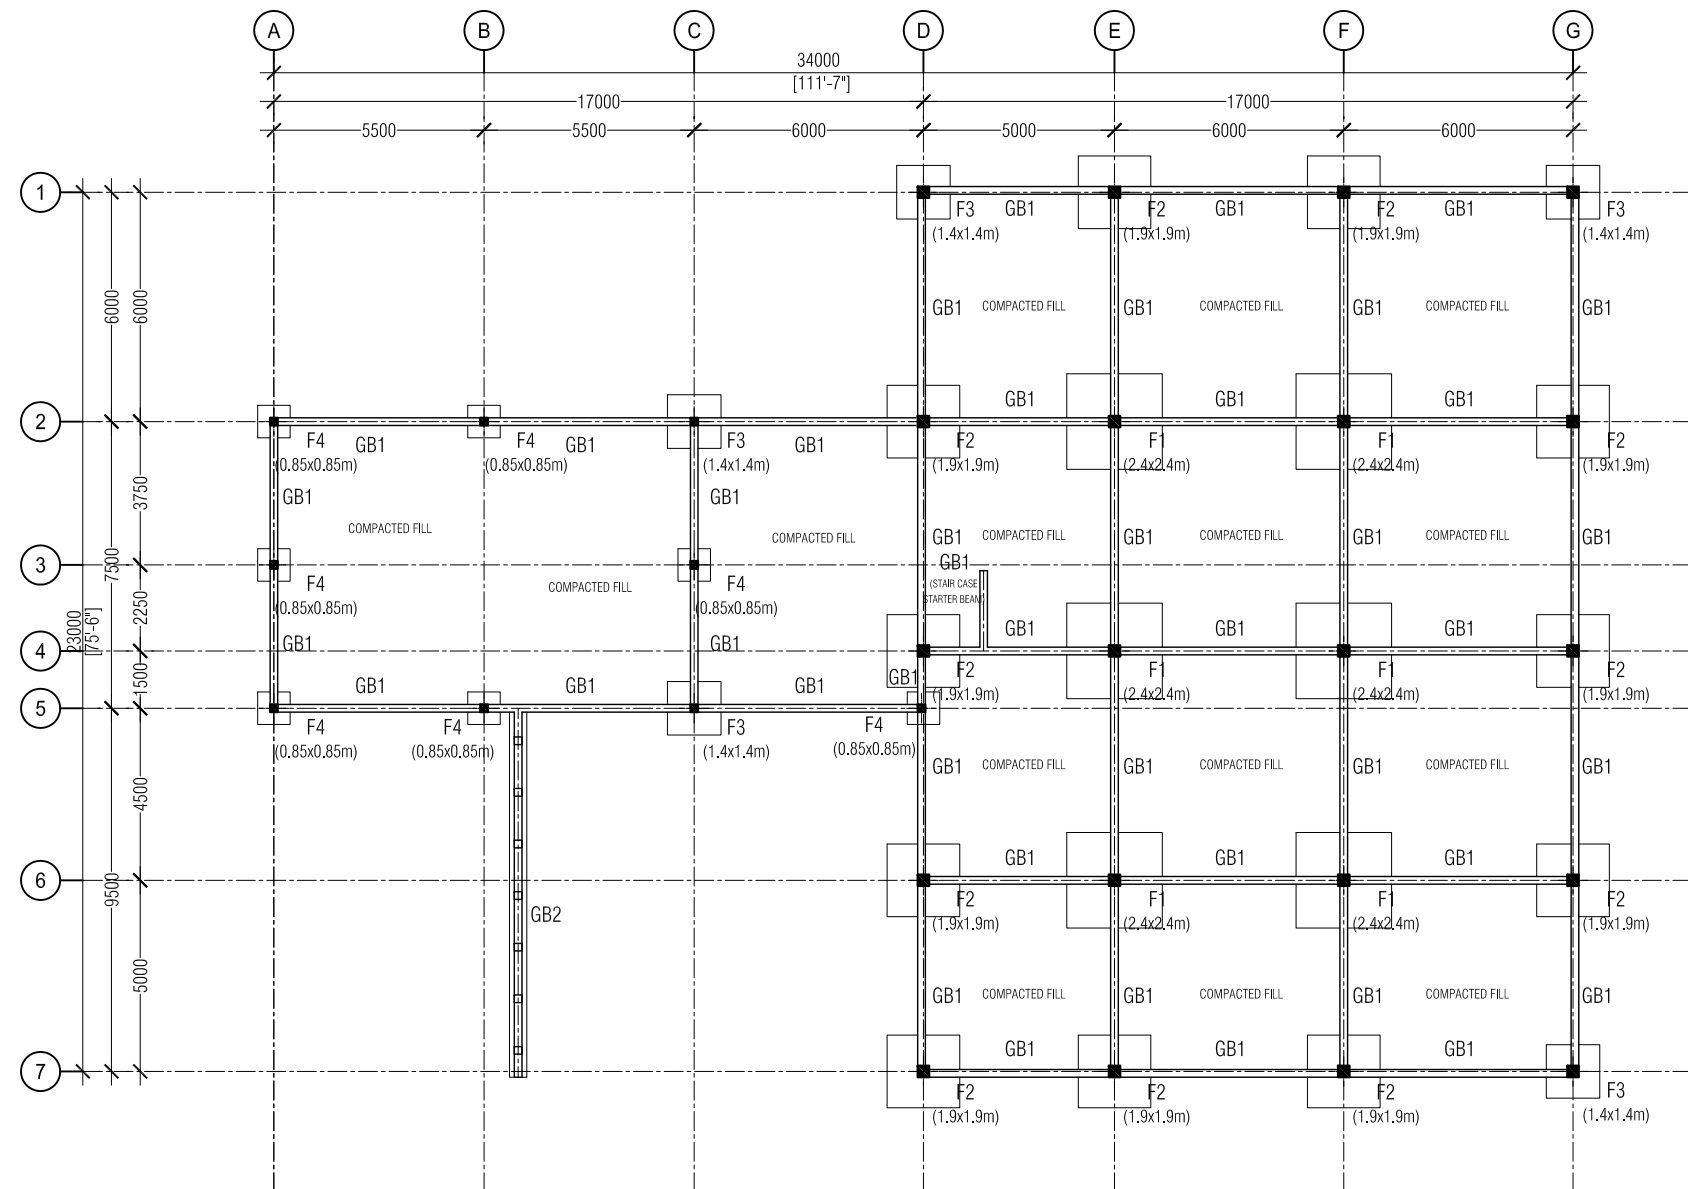 A B C D E F G
34000
[111'-7"]
17000 17000
5500 5500 6000 5000 6000 6000
1
F3 GB1 F2 GB1 F2 GB1 F3
(1.4x1.4m) (1.9x1.9m) (1.9x1.9m) (1.4x1.4m)
6000 6000
GB1 COMPACTED FILL GB1 COMPACTED FILL GB1 COMPACTED FILL GB1
GB1 GB1 GB1
2
F4 GB1 F4 GB1 F3 GB1 F2 F1 F1 F2
(0.85x0.85m) (0.85x0.85m) (1.4x1.4m) (1.9x1.9m) (2.4x2.4m) (2.4x2.4m) (1.9x1.9m)
3750
GB1 GB1
COMPACTED FILL COMPACTED FILL
GB1 COMPACTED FILL GB1 COMPACTED FILL GB1 COMPACTED FILL GB1
3
7500
GB1
(STAIR CASE
STARTER BEAM)
F4 COMPACTED FILL F4
(0.85x0.85m) (0.85x0.85m)
2250
23000
[75'-6"]
GB1 GB1 GB1 GB1 GB1
4
F2 F1 F1 F2
(1.9x1.9m) (2.4x2.4m) (2.4x2.4m) (1.9x1.9m)
1500
GB1 GB1 GB1 GB1
5
F4 F4 F3 F4
(0.85x0.85m) (0.85x0.85m) (1.4x1.4m) (0.85x0.85m)
GB1 COMPACTED FILL GB1 COMPACTED FILL GB1 COMPACTED FILL GB1
4500
GB1 GB1 GB1
6
9500
GB2
F2 F1 F1 F2
(1.9x1.9m) (2.4x2.4m) (2.4x2.4m) (1.9x1.9m)
5000
GB1 COMPACTED FILL GB1 COMPACTED FILL GB1 COMPACTED FILL GB1
GB1 GB1 GB1
7
F2 F2 F2 F3
(1.9x1.9m) (1.9x1.9m) (1.9x1.9m) (1.4x1.4m)